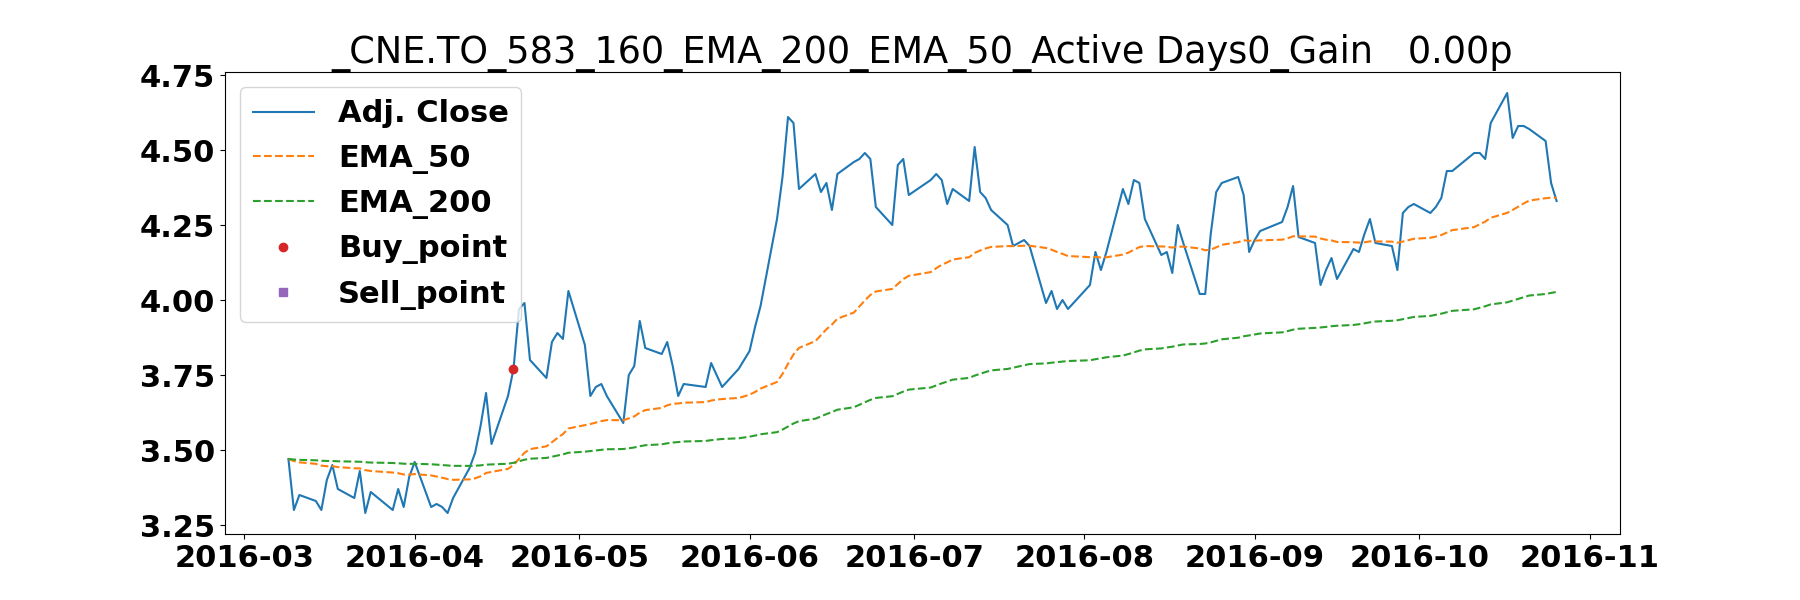 _CNE.TO_583_160_EMA_200_EMA_50_Active Days0_Gain   0.00p
4.75
4.50
4.25
4.00
3.75
3.50
3.25
Adj. Close
EMA_50
EMA_200
Buy_point
Sell_point
2016-03 2016-04 2016-05 2016-06 2016-07 2016-08 2016-09 2016-10 2016-11